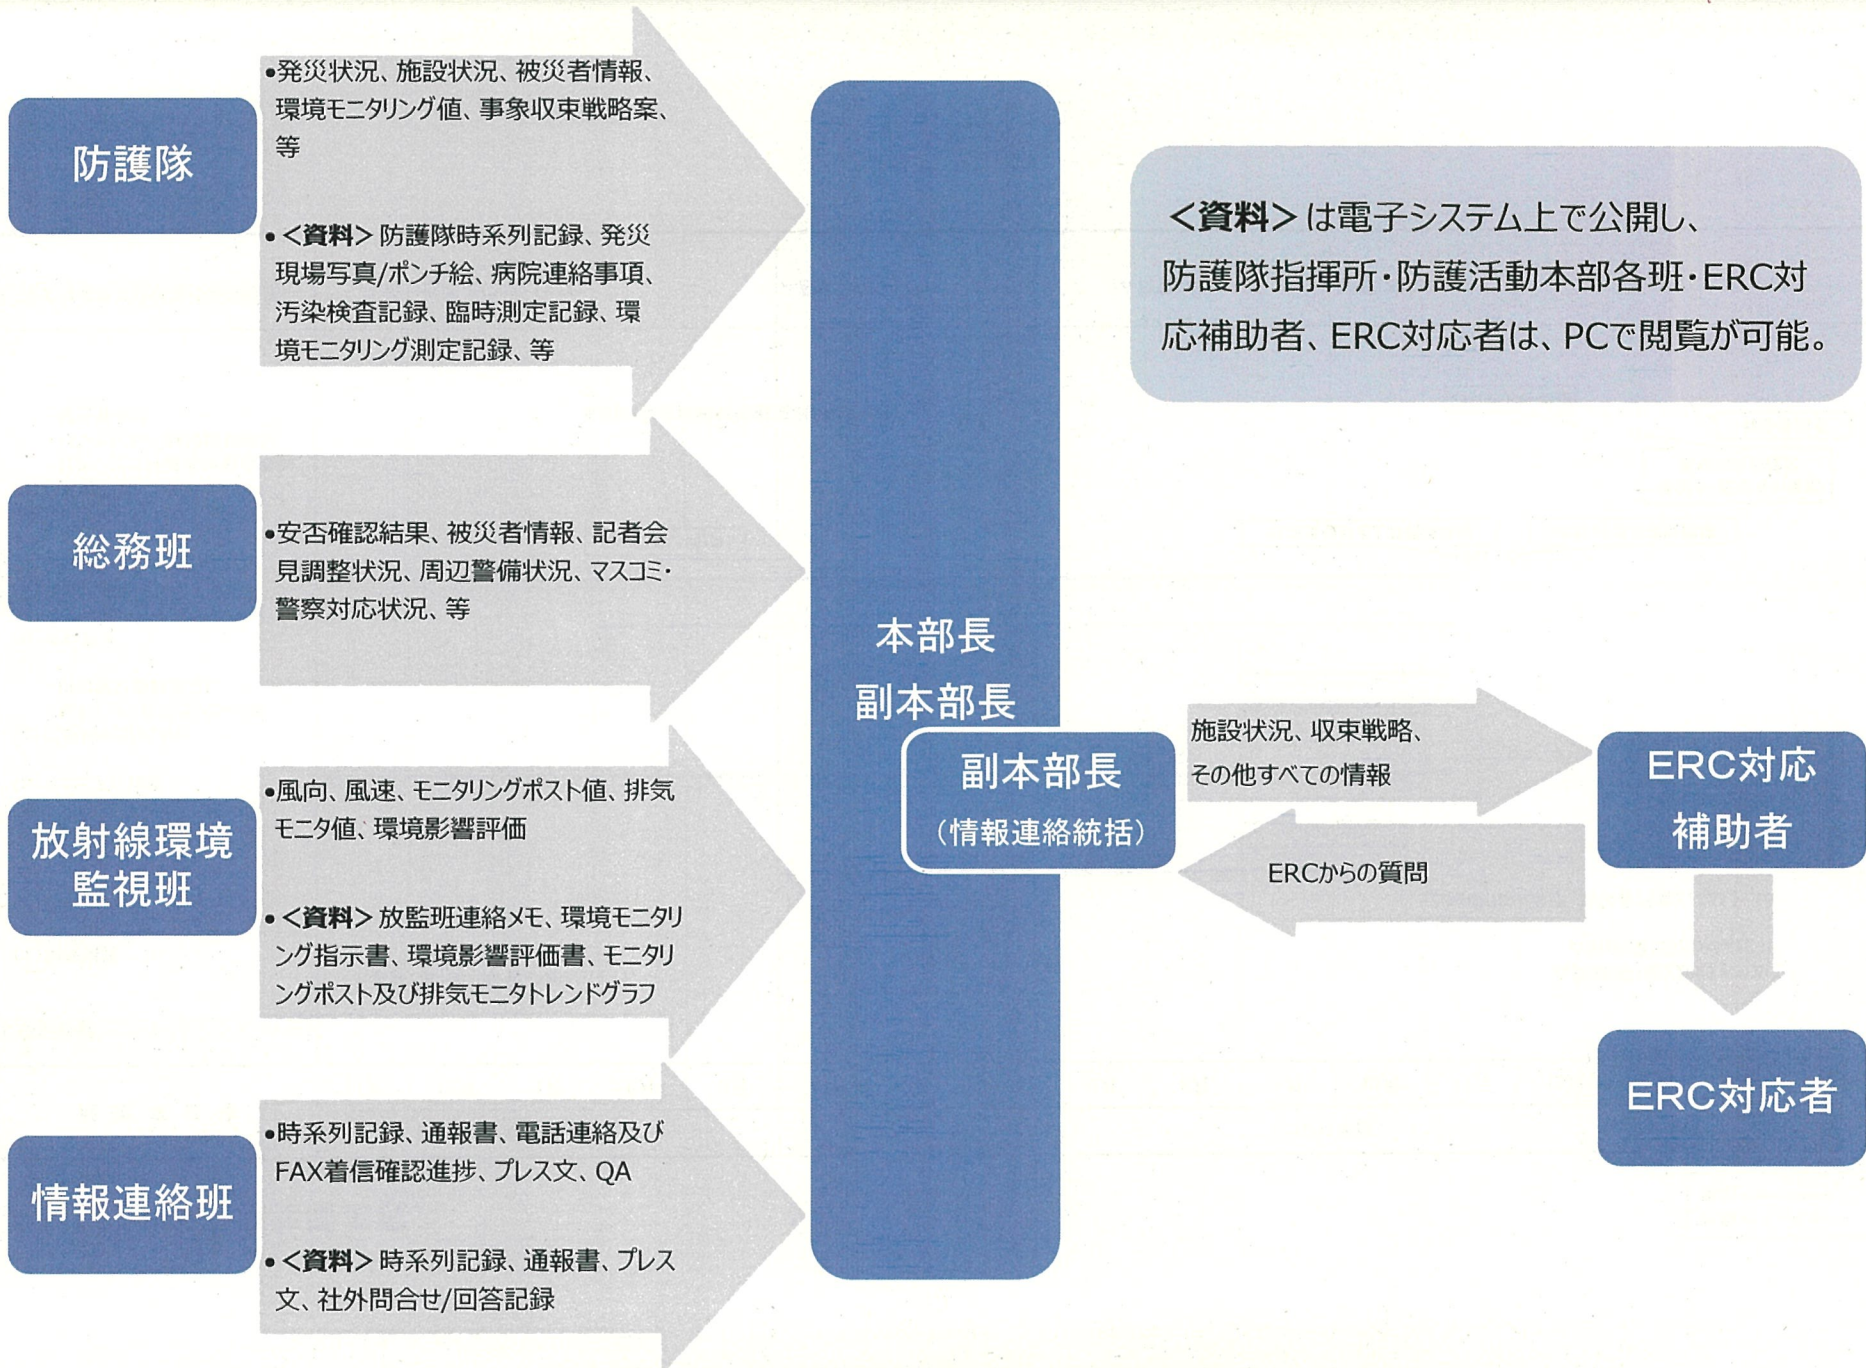 防護隊
•発災状況、施設状況、被災者情報、
環境モニタリング値、事象収束戦略案、
等
•＜資料＞防護隊時系列記録、発災
現場写真/ポンチ絵、病院連絡事項、
汚染検査記録、臨時測定記録、環
境モニタリング測定記録、等
総務班
•安否確認結果、被災者情報、記者会
見調整状況、周辺警備状況、マスコミ・
警察対応状況、等
放射線環境
監視班
•風向、風速、モニタリングポスト値、排気
モニタ値、環境影響評価
•＜資料＞放監班連絡メモ、環境モニタリ
ング指示書、環境影響評価書、モニタリ
ングポスト及び排気モニタトレンドグラフ
情報連絡班
•時系列記録、通報書、電話連絡及び
FAX着信確認進捗、プレス文、QA
•＜資料＞時系列記録、通報書、プレス
文、社外問合せ/回答記録
本部長
副本部長
副本部長
（情報連絡統括）
＜資料＞は電子システム上で公開し、
防護隊指揮所・防護活動本部各班・ERC対
応補助者、ERC対応者は、PCで閲覧が可能。
施設状況、収束戦略、
その他すべての情報
ERCからの質問
ERC対応
補助者
ERC対応者